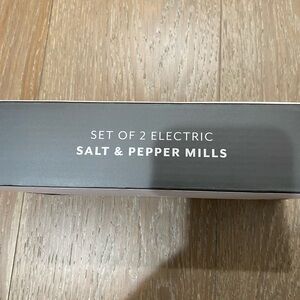 SET OF 2 ELECTRIC
SALT & PEPPER MILLS